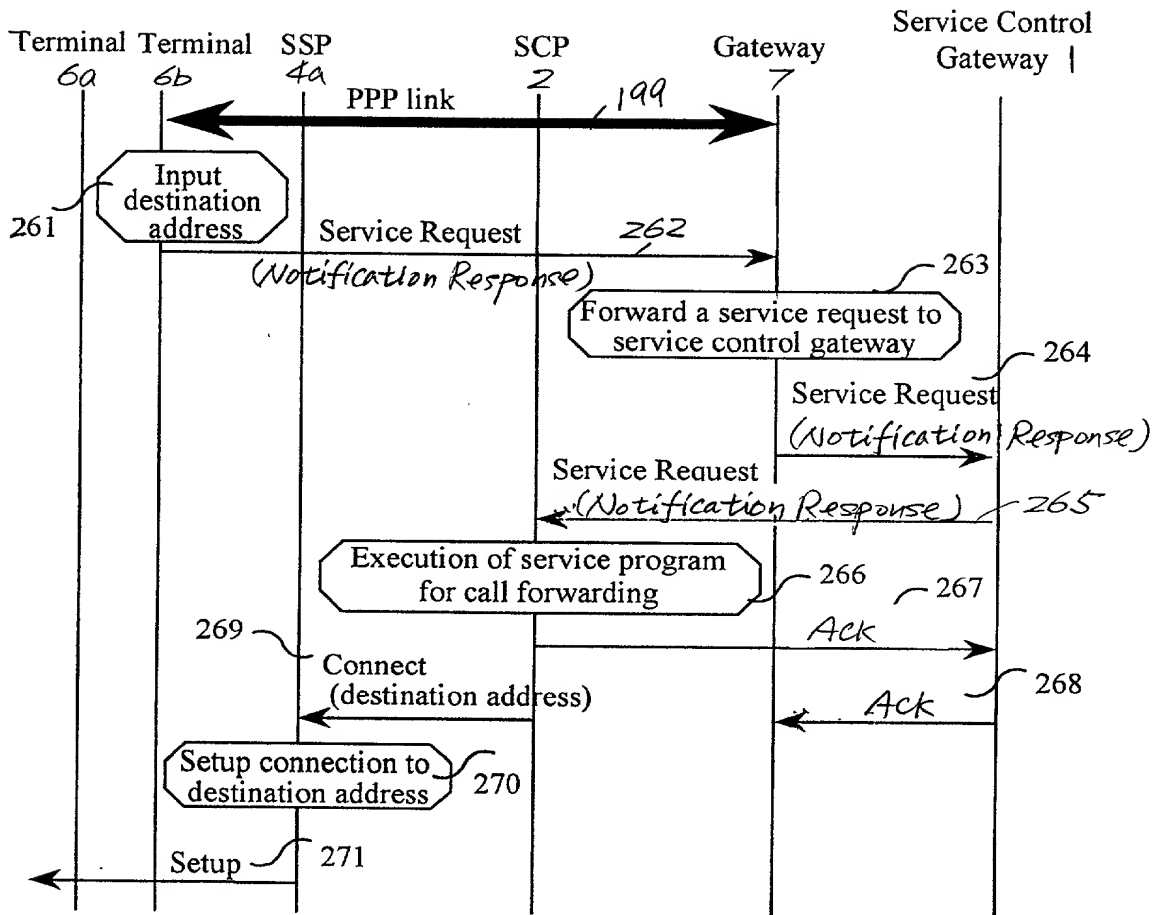 Service Control
Terminal Terminal SSP SCP Gateway Gateway 1
6a 6b 4a 2 7
PPP link 199
Input
destination
address
261
Service Request 262
(Notification Response)
263
Forward a service request to
service control gateway
264
Service Request
(Notification Response)
Service Request
(Notification Response) 265
Execution of service program
for call forwarding
266
267
Ack
269
Connect
(destination address)
268
Ack
Setup connection to
destination address
270
Setup 271